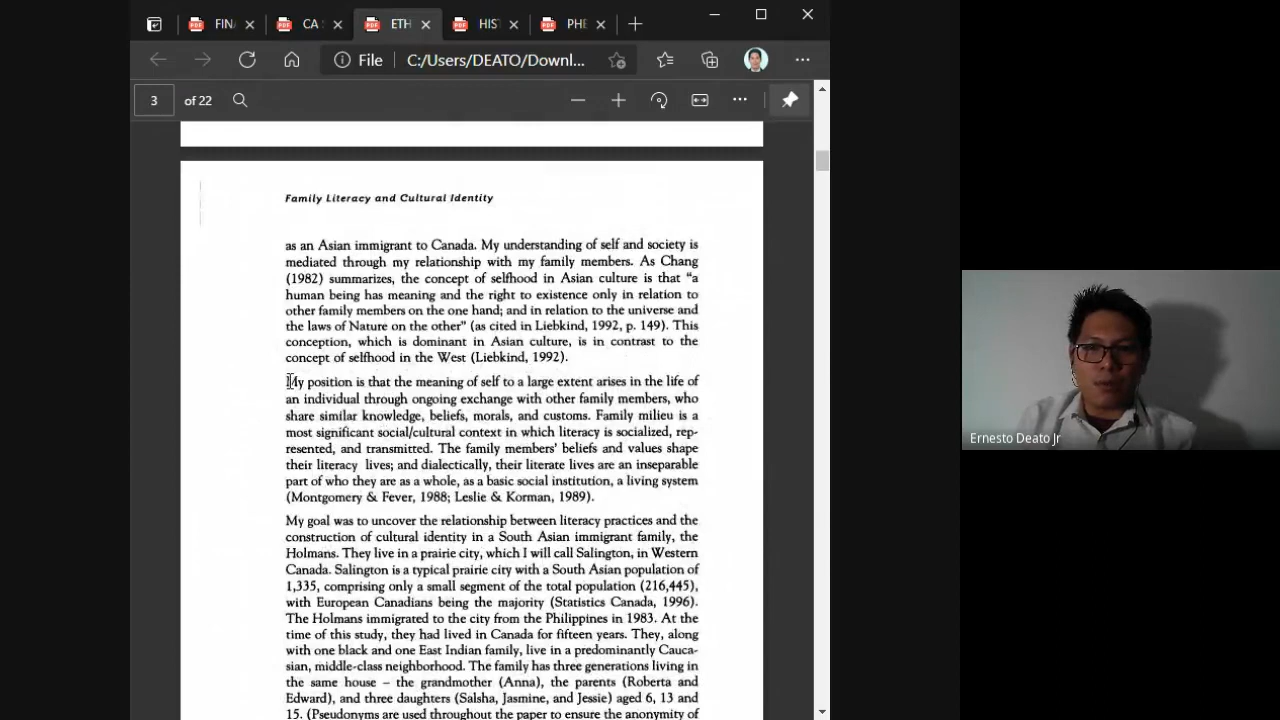 FIN
CA
ETH
HIS
PHE
File
C:/Users/DEATO/Downl...
3
of 22
Family Literacy and Cultural Identity
as an Asian immigrant to Canada. My understanding of self and society is
mediated through my relationship with my family members. As Chang
(1982) summarizes, the concept of selfhood in Asian culture is that “a
human being has meaning and the right to existence only in relation to
other family members on the one hand; and in relation to the universe and
the laws of Nature on the other” (as cited in Liebkind, 1992, p. 149). This
conception, which is dominant in Asian culture, is in contrast to the
concept of selfhood in the West (Liebkind, 1992).
My position is that the meaning of self to a large extent arises in the life of
an individual through ongoing exchange with other family members, who
share similar knowledge, beliefs, morals, and customs. Family milieu is a
most significant social/cultural context in which literacy is socialized, rep-
resented, and transmitted. The family members’ beliefs and values shape
their literacy lives; and dialectically, their literate lives are an inseparable
part of who they are as a whole, as a basic social institution, a living system
(Montgomery & Fever, 1988; Leslie & Korman, 1989).
My goal was to uncover the relationship between literacy practices and the
construction of cultural identity in a South Asian immigrant family, the
Holmans. They live in a prairie city, which I will call Salington, in Western
Canada. Salington is a typical prairie city with a South Asian population of
1,335, comprising only a small segment of the total population (216,445),
with European Canadians being the majority (Statistics Canada, 1996).
The Holmans immigrated to the city from the Philippines in 1983. At the
time of this study, they had lived in Canada for fifteen years. They, along
with one black and one East Indian family, live in a predominantly Cauca-
sian, middle-class neighborhood. The family has three generations living in
the same house – the grandmother (Anna), the parents (Roberta and
Edward), and three daughters (Salsha, Jasmine, and Jessie) aged 6, 13 and
15. (Pseudonyms are used throughout the paper to ensure the anonymity of
Ernesto Deato Jr